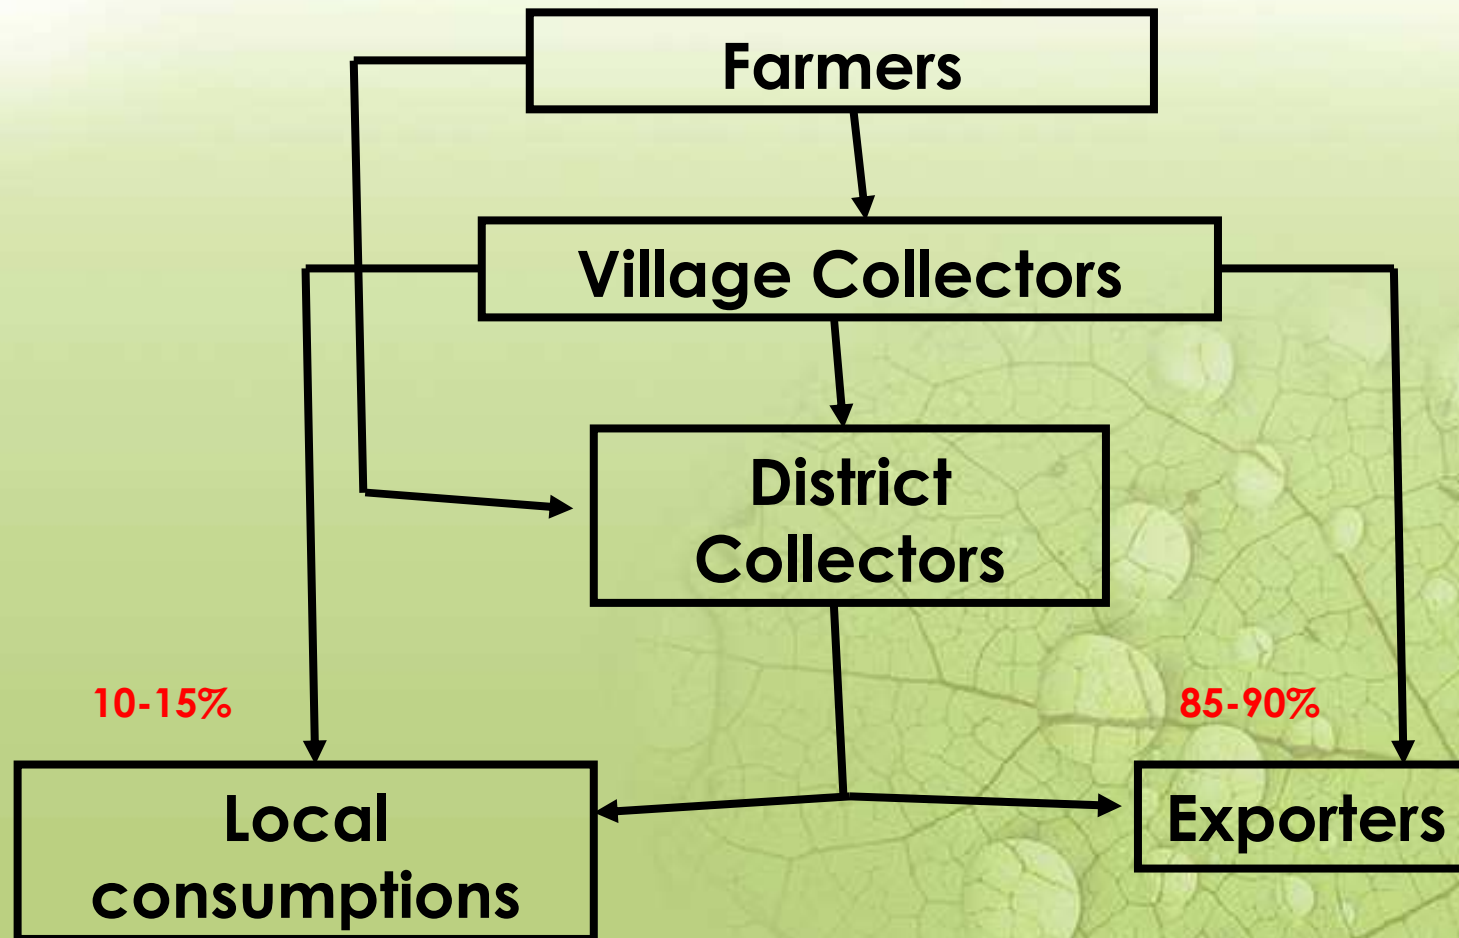 Farmers
Village Collectors
District
Collectors
10-15%
85-90%
Local
consumptions
Exporters